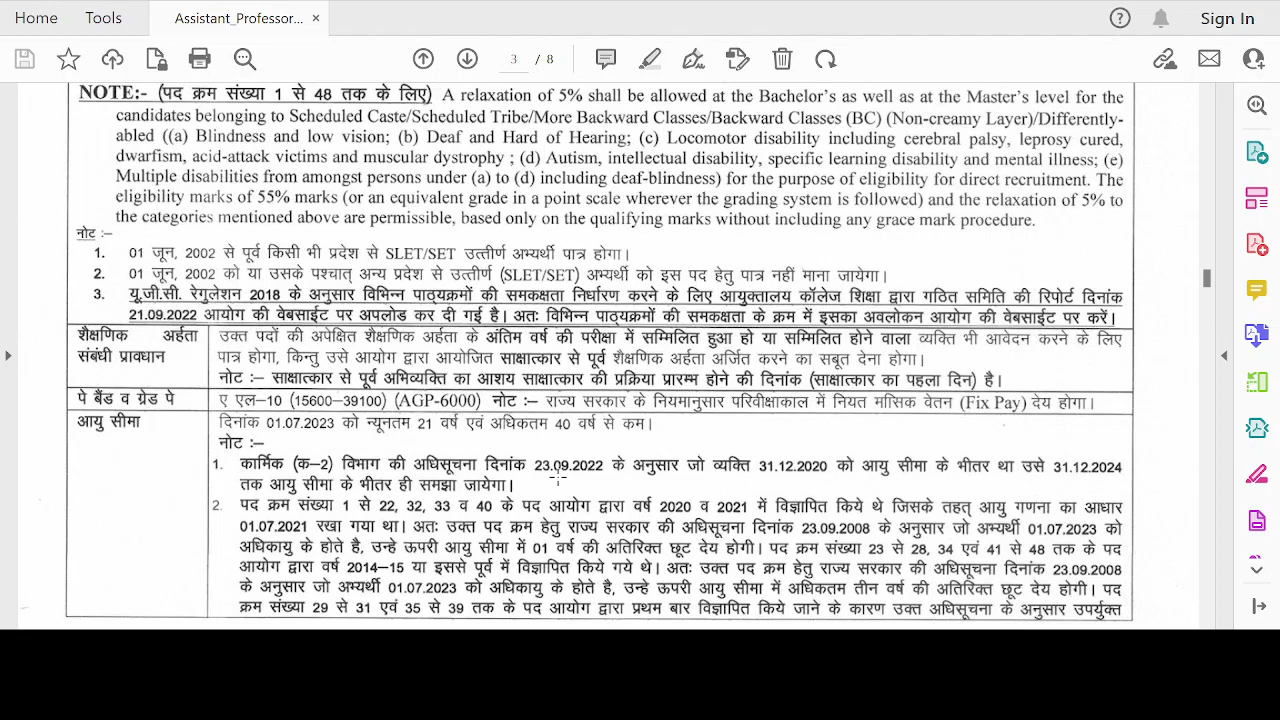 Home Tools Assistant_Professor... × Sign In
3 / 8
NOTE:- (पद क्रम संख्या 1 से 48 तक के लिए) A relaxation of 5% shall be allowed at the Bachelor's as well as at the Master's level for the
candidates belonging to Scheduled Caste/Scheduled Tribe/More Backward Classes/Backward Classes (BC) (Non-creamy Layer)/Differently-
abled ((a) Blindness and low vision; (b) Deaf and Hard of Hearing; (c) Locomotor disability including cerebral palsy, leprosy cured,
dwarfism, acid-attack victims and muscular dystrophy ; (d) Autism, intellectual disability, specific learning disability and mental illness; (e)
Multiple disabilities from amongst persons under (a) to (d) including deaf-blindness) for the purpose of eligibility for direct recruitment. The
eligibility marks of 55% marks (or an equivalent grade in a point scale wherever the grading system is followed) and the relaxation of 5% to
the categories mentioned above are permissible, based only on the qualifying marks without including any grace mark procedure.
नोट :–
1. 01 जून, 2002 से पूर्व किसी भी प्रदेश से SLET/SET उत्तीर्ण अभ्यर्थी पात्र होगा।
2. 01 जून, 2002 को या उसके पश्चात् अन्य प्रदेश से उत्तीर्ण (SLET/SET) अभ्यर्थी को इस पद हेतु पात्र नहीं माना जायेगा।
3. यू.जी.सी. रेगुलेशन 2018 के अनुसार विभिन्न पाठ्यक्रमों की समकक्षता निर्धारण करने के लिए आयुक्तालय कॉलेज शिक्षा द्वारा गठित समिति की रिपोर्ट दिनांक
21.09.2022 आयोग की वेबसाईट पर अपलोड कर दी गई है। अतः विभिन्न पाठ्यक्रमों की समकक्षता के क्रम में इसका अवलोकन आयोग की वेबसाईट पर करें।
शैक्षणिक अर्हता उक्त पदों की अपेक्षित शैक्षणिक अर्हता के अंतिम वर्ष की परीक्षा में सम्मिलित हुआ हो या सम्मिलित होने वाला व्यक्ति भी आवेदन करने के लिए
संबंधी प्रावधान पात्र होगा, किन्तु उसे आयोग द्वारा आयोजित साक्षात्कार से पूर्व शैक्षणिक अर्हता अर्जित करने का सबूत देना होगा।
नोट :– साक्षात्कार से पूर्व अभिव्यक्ति का आशय साक्षात्कार की प्रक्रिया प्रारम्भ होने की दिनांक (साक्षात्कार का पहला दिन) है।
पे बैंड व ग्रेड पे ए एल–10 (15600–39100) (AGP-6000) नोट :– राज्य सरकार के नियमानुसार परिवीक्षाकाल में नियत मासिक वेतन (Fix Pay) देय होगा।
आयु सीमा दिनांक 01.07.2023 को न्यूनतम 21 वर्ष एवं अधिकतम 40 वर्ष से कम।
नोट :–
1. कार्मिक (क–2) विभाग की अधिसूचना दिनांक 23.09.2022 के अनुसार जो व्यक्ति 31.12.2020 को आयु सीमा के भीतर था उसे 31.12.2024
तक आयु सीमा के भीतर ही समझा जायेगा।
2. पद क्रम संख्या 1 से 22, 32, 33 व 40 के पद आयोग द्वारा वर्ष 2020 व 2021 में विज्ञापित किये थे जिसके तहत् आयु गणना का आधार
01.07.2021 रखा गया था। अतः उक्त पद क्रम हेतु राज्य सरकार की अधिसूचना दिनांक 23.09.2008 के अनुसार जो अभ्यर्थी 01.07.2023 को
अधिकायु के होते है, उन्हे ऊपरी आयु सीमा में 01 वर्ष की अतिरिक्त छूट देय होगी। पद क्रम संख्या 23 से 28, 34 एवं 41 से 48 तक के पद
आयोग द्वारा वर्ष 2014–15 या इससे पूर्व में विज्ञापित किये गये थे। अतः उक्त पद क्रम हेतु राज्य सरकार की अधिसूचना दिनांक 23.09.2008
के अनुसार जो अभ्यर्थी 01.07.2023 को अधिकायु के होते है, उन्हे ऊपरी आयु सीमा में अधिकतम तीन वर्ष की अतिरिक्त छूट देय होगी। पद
क्रम संख्या 29 से 31 एवं 35 से 39 तक के पद आयोग द्वारा प्रथम बार विज्ञापित किये जाने के कारण उक्त अधिसूचना के अनुसार उपर्युक्त